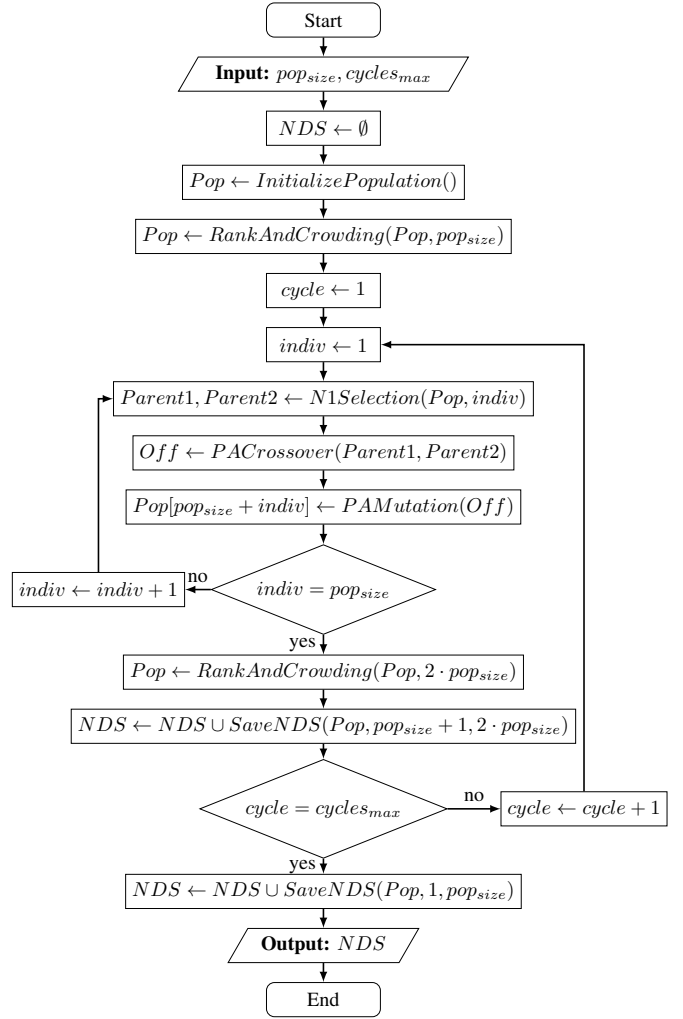 Start
Input: pop_size, cycles_max
NDS ← ∅
Pop ← InitializePopulation()
Pop ← RankAndCrowding(Pop, pop_size)
cycle ← 1
indiv ← 1
Parent1, Parent2 ← N1Selection(Pop, indiv)
Off ← PACrossover(Parent1, Parent2)
Pop[pop_size + indiv] ← PAMutation(Off)
indiv = pop_size
no
indiv ← indiv + 1
yes
Pop ← RankAndCrowding(Pop, 2 · pop_size)
NDS ← NDS ∪ SaveNDS(Pop, pop_size + 1, 2 · pop_size)
cycle = cycles_max
no
cycle ← cycle + 1
yes
NDS ← NDS ∪ SaveNDS(Pop, 1, pop_size)
Output: NDS
End